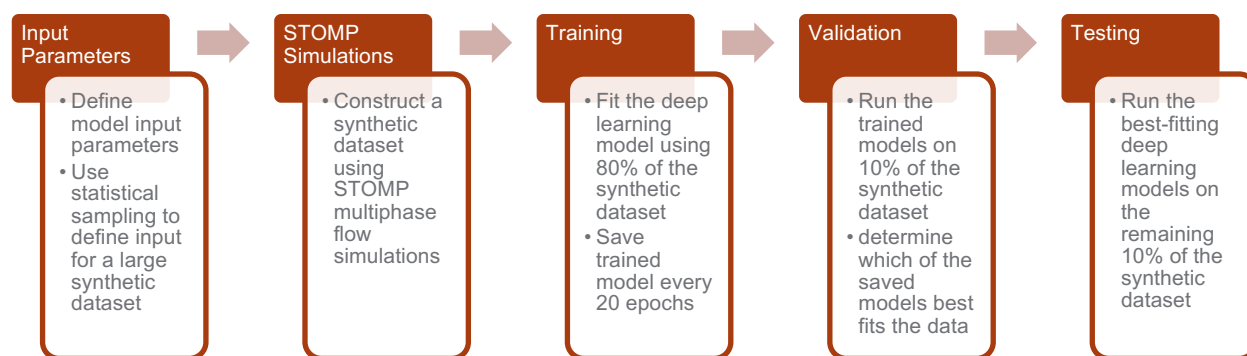 Input
Parameters
• Define
model input
parameters
• Use
statistical
sampling to
define input
for a large
synthetic
dataset
STOMP
Simulations
• Construct a
synthetic
dataset
using
STOMP
multiphase
flow
simulations
Training
• Fit the deep
learning
model using
80% of the
synthetic
dataset
• Save
trained
model every
20 epochs
Validation
• Run the
trained
models on
10% of the
synthetic
dataset
• determine
which of the
saved
models best
fits the data
Testing
• Run the
best-fitting
deep
learning
models on
the
remaining
10% of the
synthetic
dataset